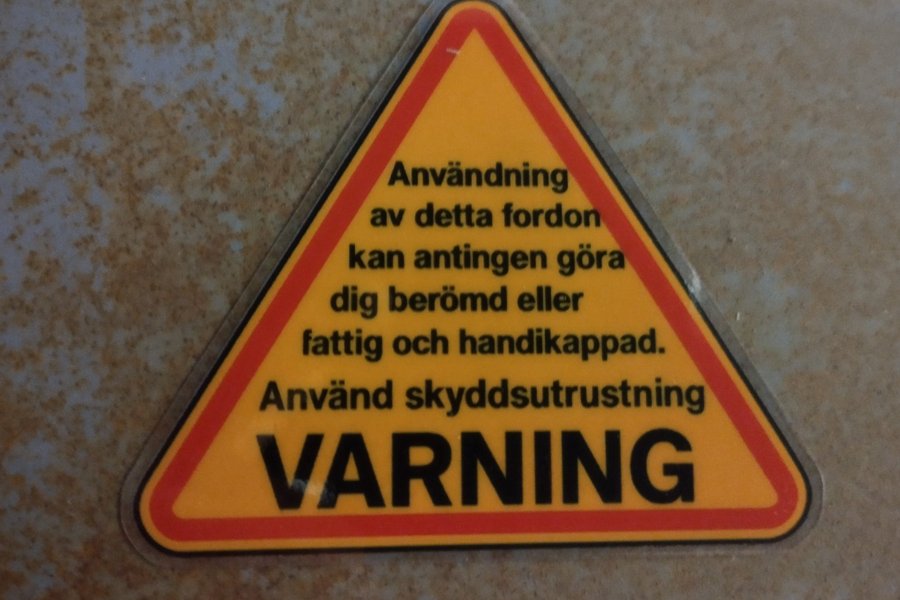 Användning
av detta fordon
kan antingen göra
dig berömd eller
fattig och handikappad.
Använd skyddsutrustning
VARNING